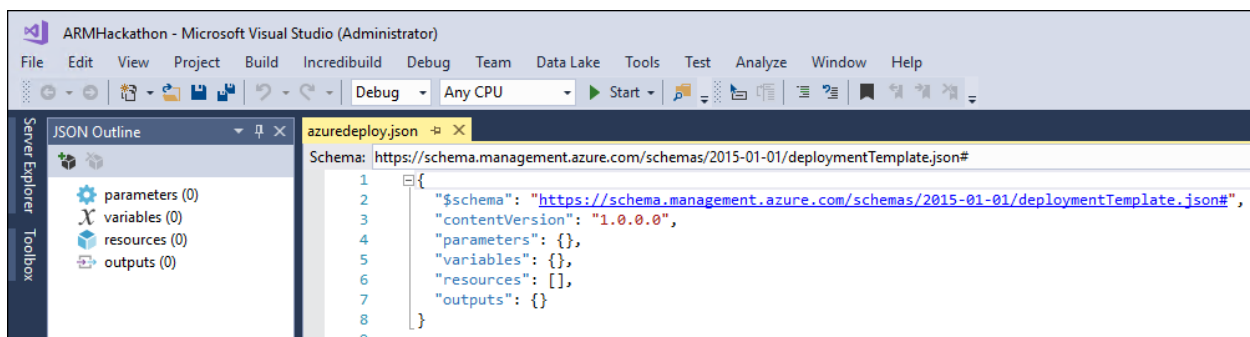 ARMHackathon - Microsoft Visual Studio (Administrator)
File Edit View Project Build Incredibuild Debug Team Data Lake Tools Test Analyze Window Help
Debug Any CPU Start
Server Explorer
Toolbox
JSON Outline
parameters (0)
variables (0)
resources (0)
outputs (0)
azuredeploy.json
Schema: https://schema.management.azure.com/schemas/2015-01-01/deploymentTemplate.json#
1 {
2 "$schema": "https://schema.management.azure.com/schemas/2015-01-01/deploymentTemplate.json#",
3 "contentVersion": "1.0.0.0",
4 "parameters": {},
5 "variables": {},
6 "resources": [],
7 "outputs": {}
8 }